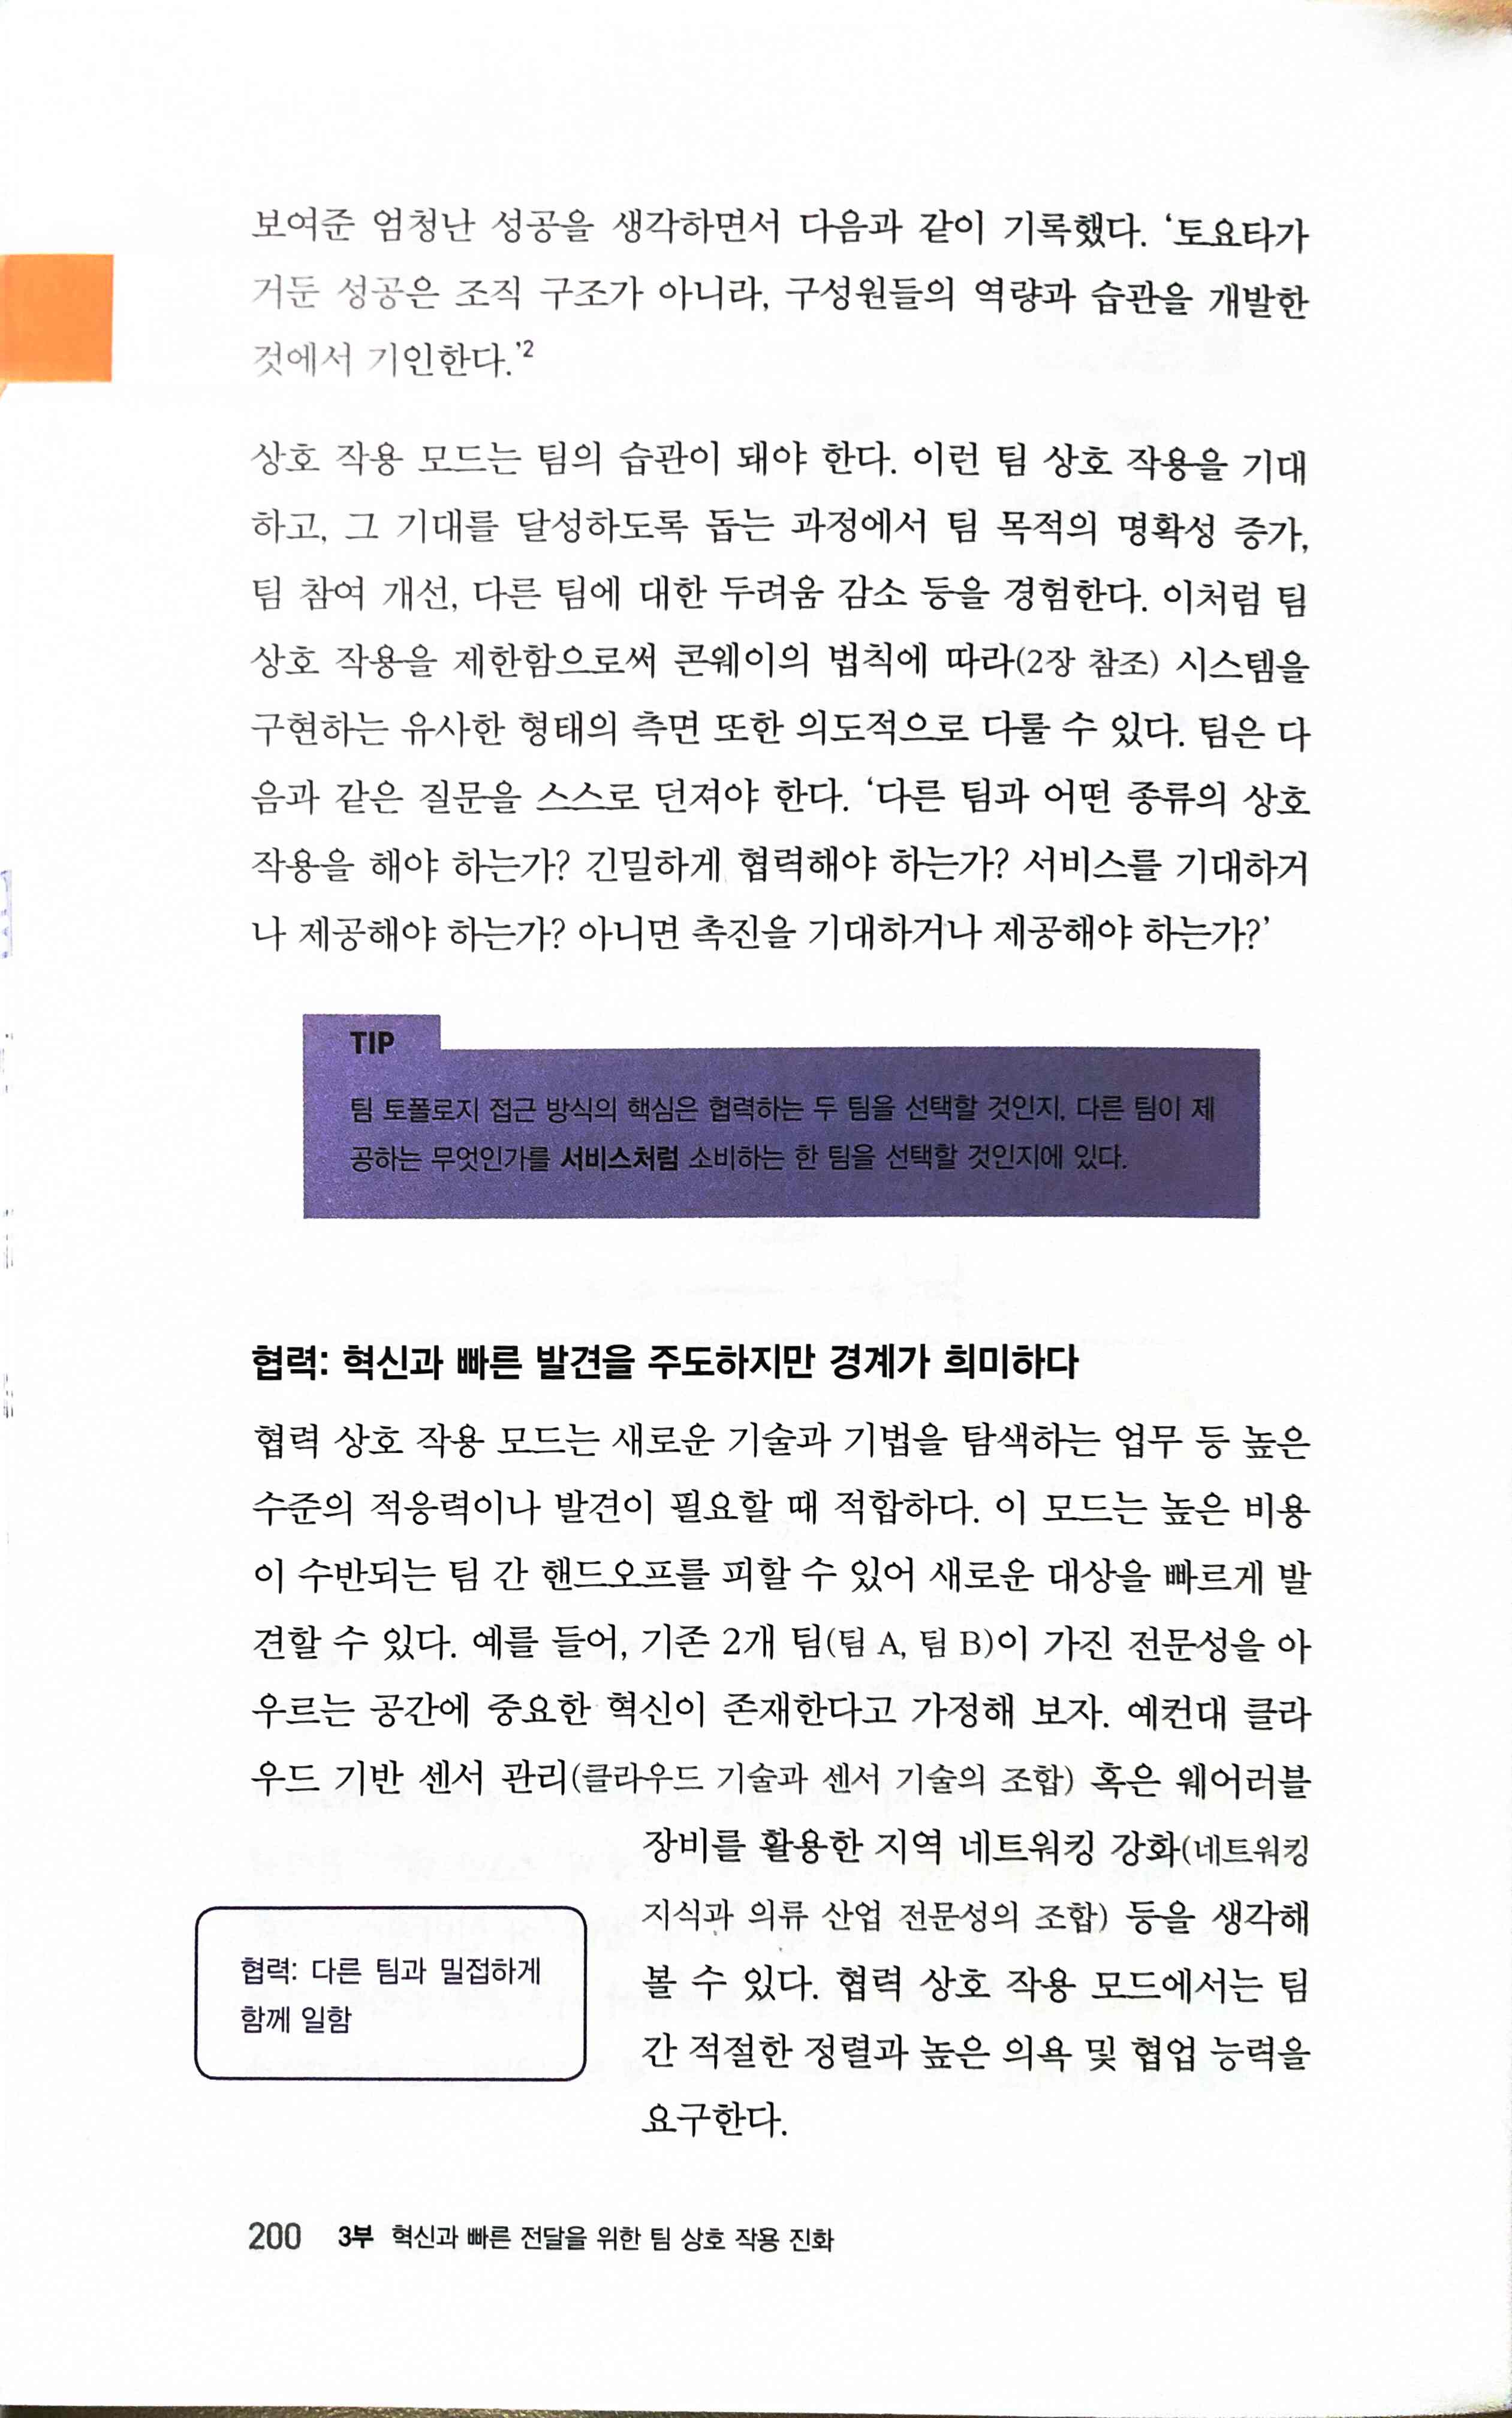 보여준 엄청난 성공을 생각하면서 다음과 같이 기록했다. ‘토요타가
거둔 성공은 조직 구조가 아니라, 구성원들의 역량과 습관을 개발한
것에서 기인한다.’2
상호 작용 모드는 팀의 습관이 돼야 한다. 이런 팀 상호 작용을 기대
하고, 그 기대를 달성하도록 돕는 과정에서 팀 목적의 명확성 증가,
팀 참여 개선, 다른 팀에 대한 두려움 감소 등을 경험한다. 이처럼 팀
상호 작용을 제한함으로써 콘웨이의 법칙에 따라(2장 참조) 시스템을
구현하는 유사한 형태의 측면 또한 의도적으로 다룰 수 있다. 팀은 다
음과 같은 질문을 스스로 던져야 한다. ‘다른 팀과 어떤 종류의 상호
작용을 해야 하는가? 긴밀하게 협력해야 하는가? 서비스를 기대하거
나 제공해야 하는가? 아니면 촉진을 기대하거나 제공해야 하는가?’
TIP
팀 토폴로지 접근 방식의 핵심은 협력하는 두 팀을 선택할 것인지, 다른 팀이 제
공하는 무엇인가를 서비스처럼 소비하는 한 팀을 선택할 것인지에 있다.
협력: 혁신과 빠른 발견을 주도하지만 경계가 희미하다
협력 상호 작용 모드는 새로운 기술과 기법을 탐색하는 업무 등 높은
수준의 적응력이나 발견이 필요할 때 적합하다. 이 모드는 높은 비용
이 수반되는 팀 간 핸드오프를 피할 수 있어 새로운 대상을 빠르게 발
견할 수 있다. 예를 들어, 기존 2개 팀(팀 A, 팀 B)이 가진 전문성을 아
우르는 공간에 중요한 혁신이 존재한다고 가정해 보자. 예컨대 클라
우드 기반 센서 관리(클라우드 기술과 센서 기술의 조합) 혹은 웨어러블
장비를 활용한 지역 네트워킹 강화(네트워킹
지식과 의류 산업 전문성의 조합) 등을 생각해
볼 수 있다. 협력 상호 작용 모드에서는 팀
간 적절한 정렬과 높은 의욕 및 협업 능력을
요구한다.
협력: 다른 팀과 밀접하게
함께 일함
200 3부 혁신과 빠른 전달을 위한 팀 상호 작용 진화